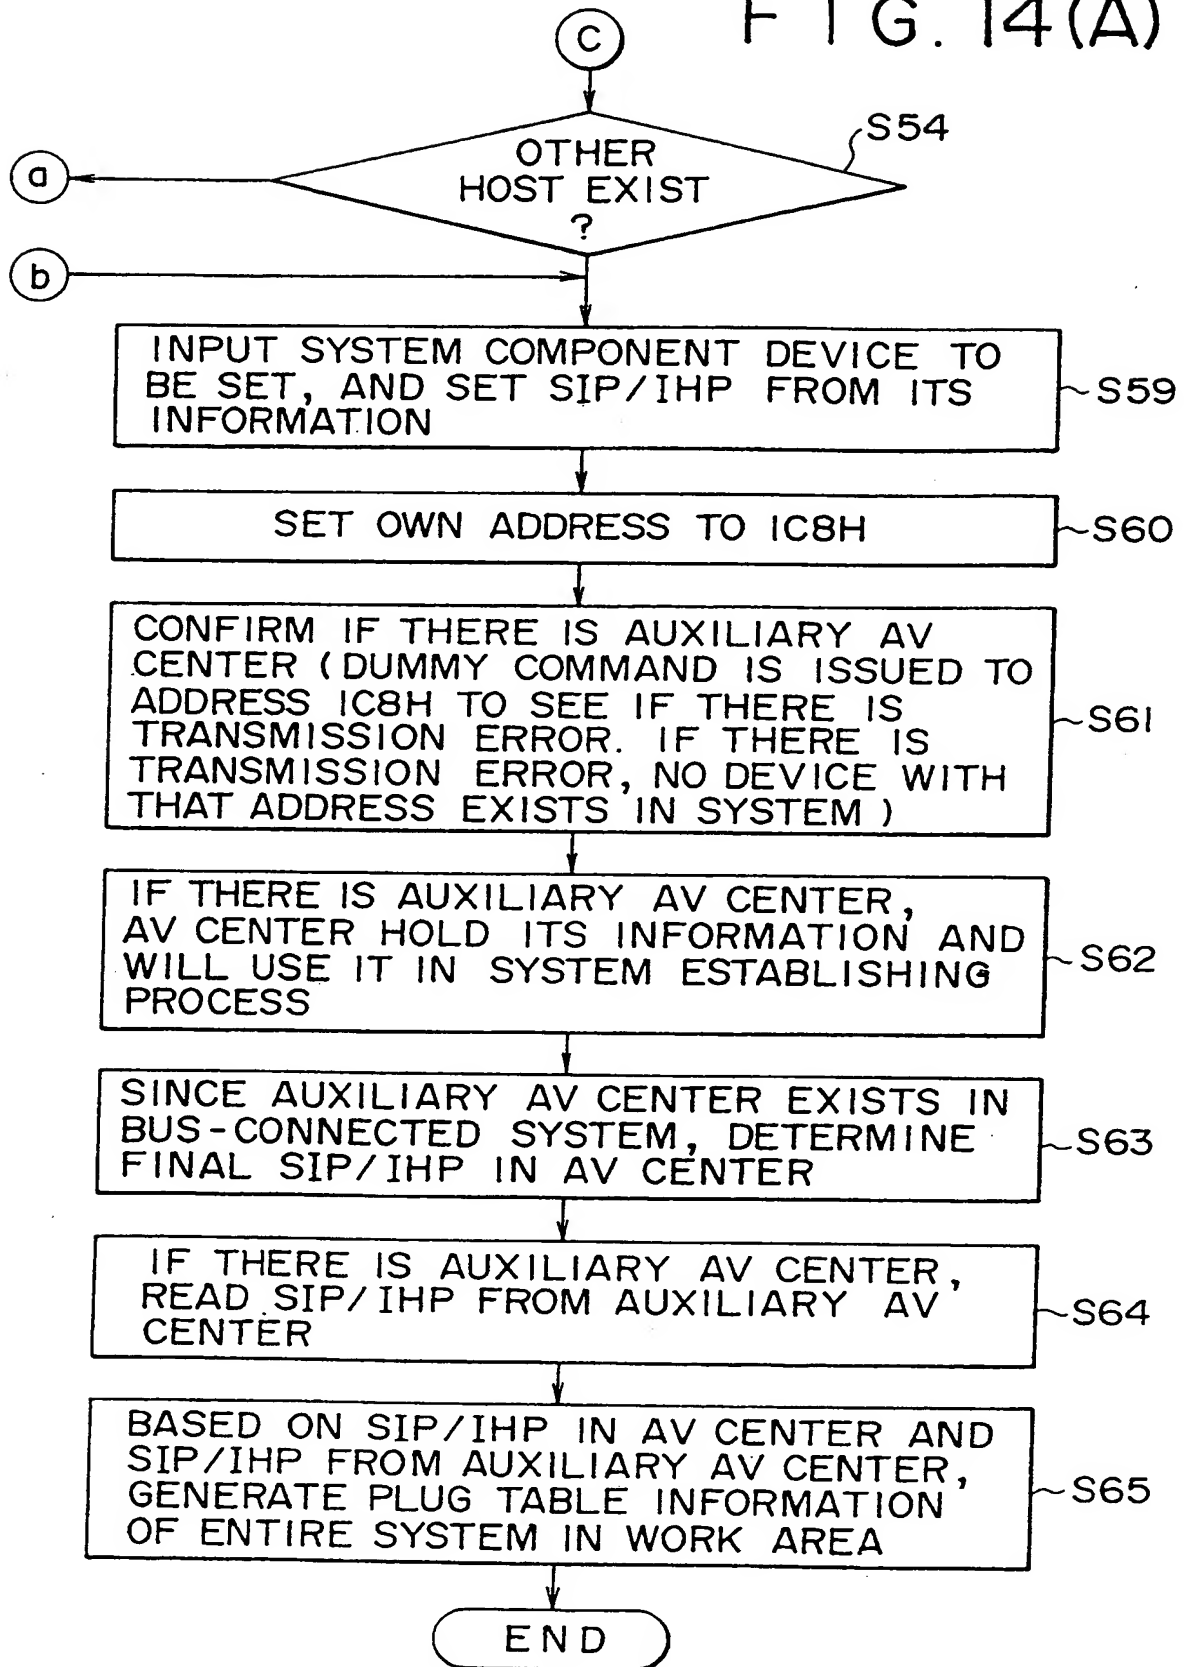 FIG. 14(A)
C
S54
OTHER
HOST EXIST
?
a
b
INPUT SYSTEM COMPONENT DEVICE TO
BE SET, AND SET SIP/IHP FROM ITS
INFORMATION
S59
SET OWN ADDRESS TO 1C8H
S60
CONFIRM IF THERE IS AUXILIARY AV
CENTER (DUMMY COMMAND IS ISSUED TO
ADDRESS 1C8H TO SEE IF THERE IS
TRANSMISSION ERROR. IF THERE IS
TRANSMISSION ERROR, NO DEVICE WITH
THAT ADDRESS EXISTS IN SYSTEM)
S61
IF THERE IS AUXILIARY AV CENTER,
AV CENTER HOLD ITS INFORMATION AND
WILL USE IT IN SYSTEM ESTABLISHING
PROCESS
S62
SINCE AUXILIARY AV CENTER EXISTS IN
BUS-CONNECTED SYSTEM, DETERMINE
FINAL SIP/IHP IN AV CENTER
S63
IF THERE IS AUXILIARY AV CENTER,
READ SIP/IHP FROM AUXILIARY AV
CENTER
S64
BASED ON SIP/IHP IN AV CENTER AND
SIP/IHP FROM AUXILIARY AV CENTER,
GENERATE PLUG TABLE INFORMATION
OF ENTIRE SYSTEM IN WORK AREA
S65
END